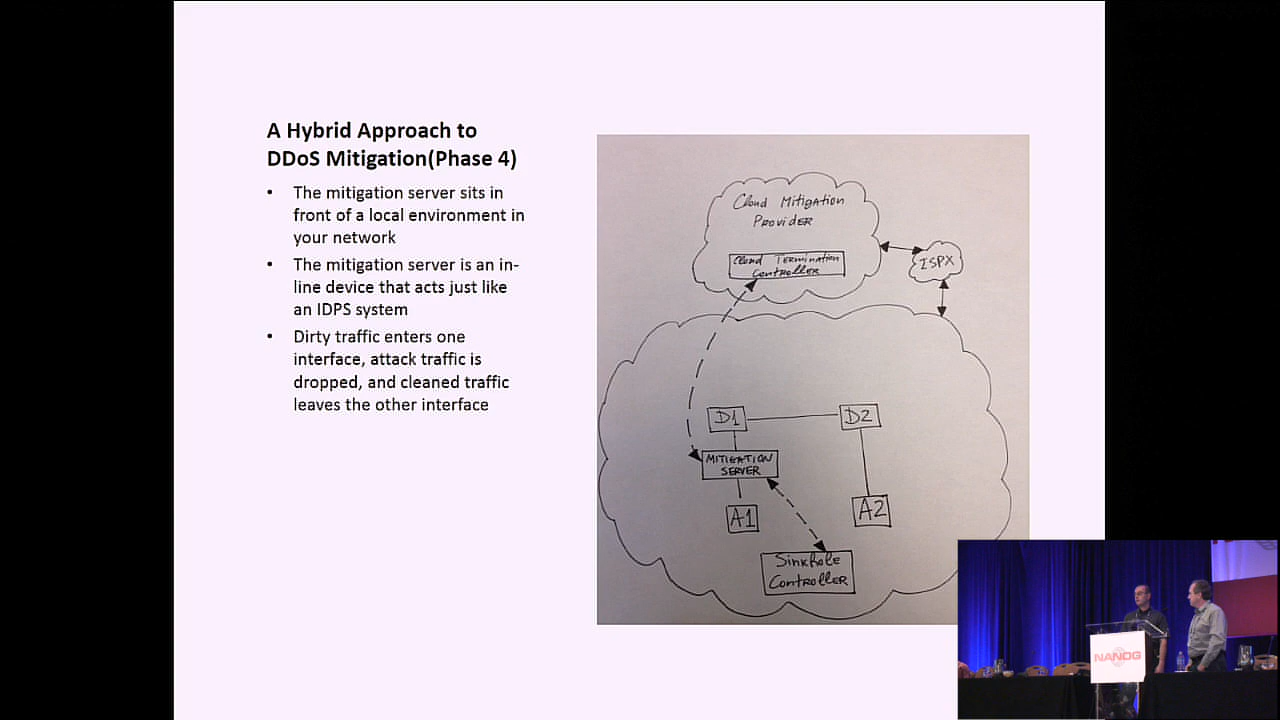 A Hybrid Approach to
DDoS Mitigation(Phase 4)
• The mitigation server sits in
front of a local environment in
your network
• The mitigation server is an in-
line device that acts just like
an IDPS system
• Dirty traffic enters one
interface, attack traffic is
dropped, and cleaned traffic
leaves the other interface
Cloud Mitigation
Provider
Cloud Termination
Controller
ISPX
D1
D2
MITIGATION
SERVER
A1
A2
Sinkhole
Controller
NANOG